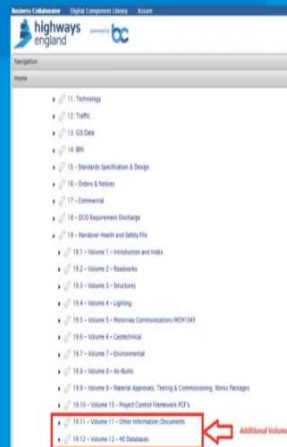 Business Collaborator Digital Component Library Assure
highways
england
powered by bc
Navigation
Home
11. Technology
12. Traffic
13. GIS Data
14. BIM
15 - Standards Specification & Design
16 - Orders & Notices
17 - Commercial
18 - DCO Requirement Discharge
19 - Handover Health and Safety File
19.1 - Volume 1 - Introduction and Index
19.2 - Volume 2 - Roadworks
19.3 - Volume 3 - Structures
19.4 - Volume 4 - Lighting
19.5 - Volume 5 - Motorway Communications MCH1349
19.6 - Volume 6 - Geotechnical
19.7 - Volume 7 - Environmental
19.8 - Volume 8 - As-Builts
19.9 - Volume 9 - Material Approvals, Testing & Commissioning, Works Packages
19.10 - Volume 10 - Project Control Framework PCF's
19.11 - Volume 11 - Other Information Documents
19.12 - Volume 12 - HE Databases
Additional Volume